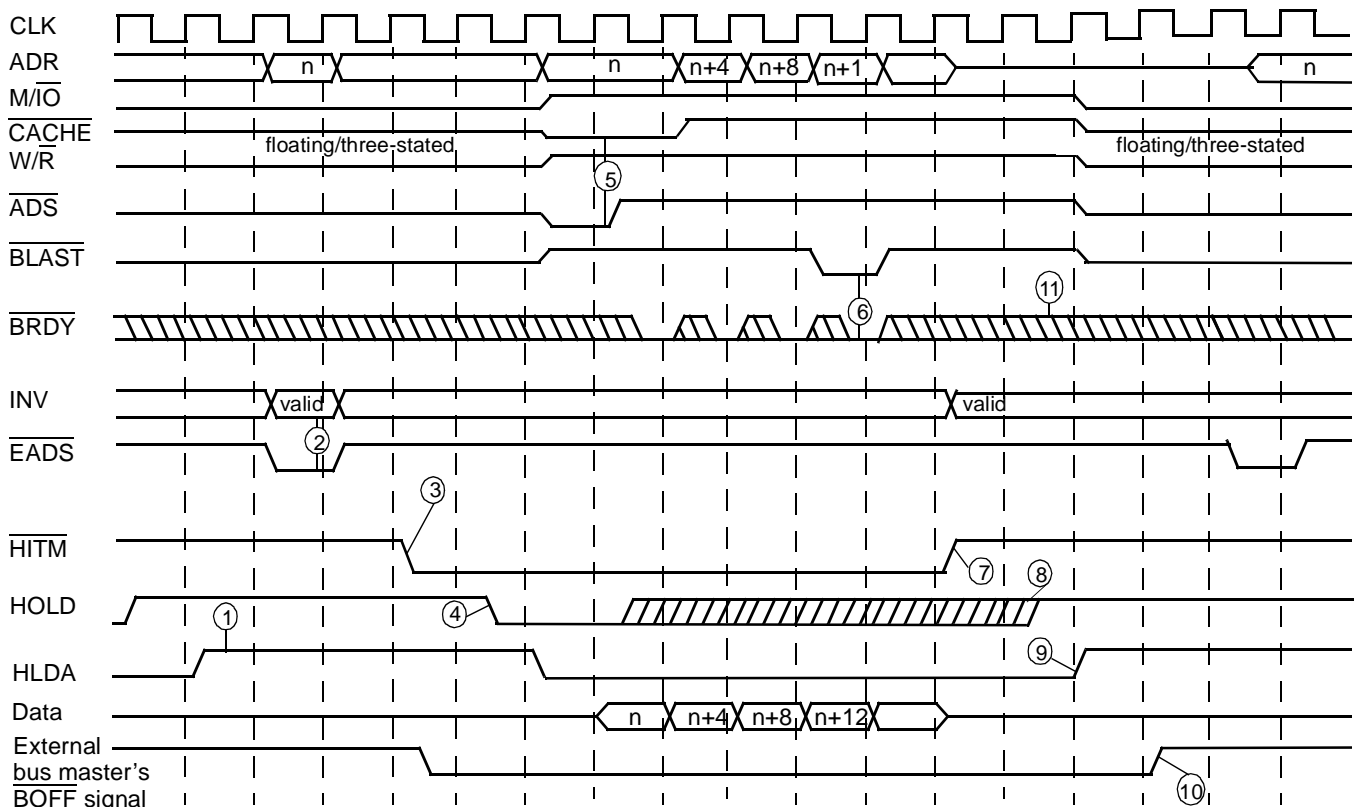 CLK
ADR n n n+4 n+8 n+1 n
M/IO
CACHE
floating/three-stated floating/three-stated
W/R
5
ADS
BLAST
11
6
BRDY
INV valid valid
2
EADS
3
HITM
7
8
HOLD
1 4
9
HLDA
Data n n+4 n+8 n+12
External
bus master's
BOFF signal
10